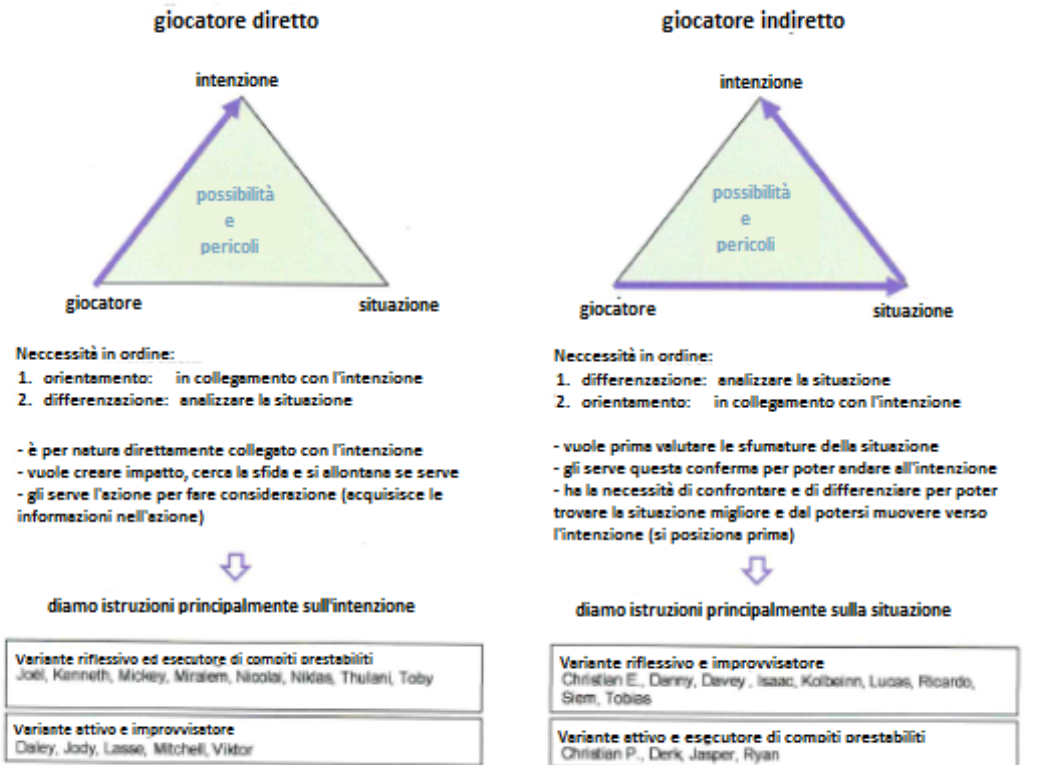 giocatore diretto
intenzione
possibilità
e
pericoli
giocatore
situazione
Neccessità in ordine:
1. orientamento: in collegamento con l'intenzione
2. differenzazione: analizzare la situazione
- è per natura direttamente collegato con l'intenzione
- vuole creare impatto, cerca la sfida e si allontana se serve
- gli serve l'azione per fare considerazione (acquisisce le
informazioni nell'azione)
diamo istruzioni principalmente sull'intenzione
Variante riflessivo ed esecutore di compiti prestabiliti
Joël, Kenneth, Mickey, Miralem, Nicolai, Niklas, Thulani, Toby
Variante attivo e improvvisatore
Daley, Jody, Lasse, Mitchell, Viktor
giocatore indiretto
intenzione
possibilità
e
pericoli
giocatore
situazione
Neccessità in ordine:
1. differenzazione: analizzare la situazione
2. orientamento: in collegamento con l'intenzione
- vuole prima valutare le sfumature della situazione
- gli serve questa conferma per poter andare all'intenzione
- ha la necessità di confrontare e di differenziare per poter
trovare la situazione migliore e dal potersi muovere verso
l'intenzione (si posiziona prima)
diamo istruzioni principalmente sulla situazione
Variante riflessivo e improvvisatore
Christian E., Danny, Davey , Isaac, Kolbeinn, Lucas, Ricardo,
Siem, Tobias
Variante attivo e esecutore di compiti prestabiliti
Christian P., Derk, Jasper, Ryan